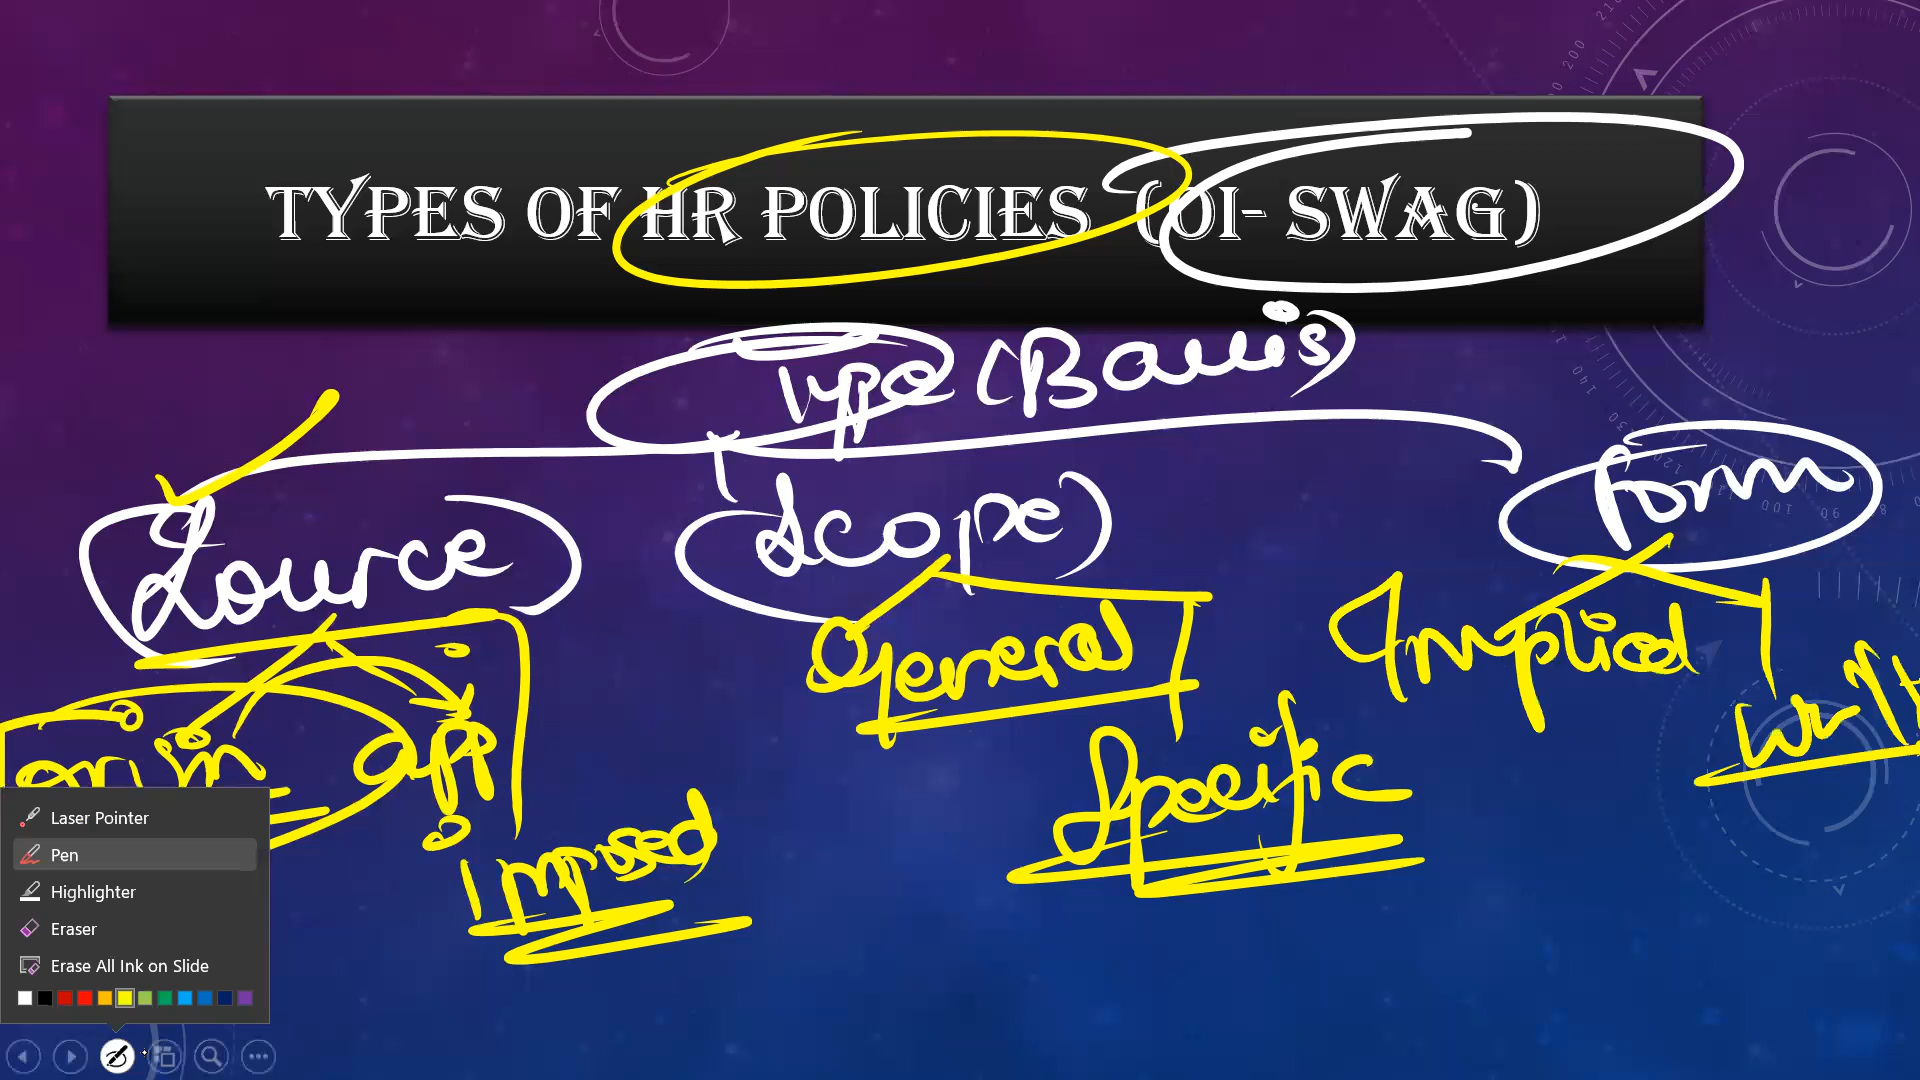 TYPES OF HR POLICIES (OI- SWAG)
Type (Basis)
Source
Scope
Form
General
Implied
Specific
app
Imposed
Laser Pointer
Pen
Highlighter
Eraser
Erase All Ink on Slide